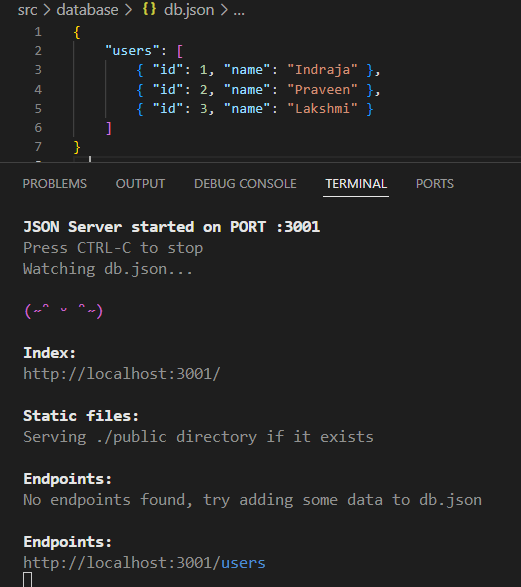 src > database > {} db.json > ...
1 {
2 "users": [
3 { "id": 1, "name": "Indraja" },
4 { "id": 2, "name": "Praveen" },
5 { "id": 3, "name": "Lakshmi" }
6 ]
7 }
PROBLEMS OUTPUT DEBUG CONSOLE TERMINAL PORTS
JSON Server started on PORT :3001
Press CTRL-C to stop
Watching db.json...
(˶ᵔ ᵕ ᵔ˶)
Index:
http://localhost:3001/
Static files:
Serving ./public directory if it exists
Endpoints:
No endpoints found, try adding some data to db.json
Endpoints:
http://localhost:3001/users